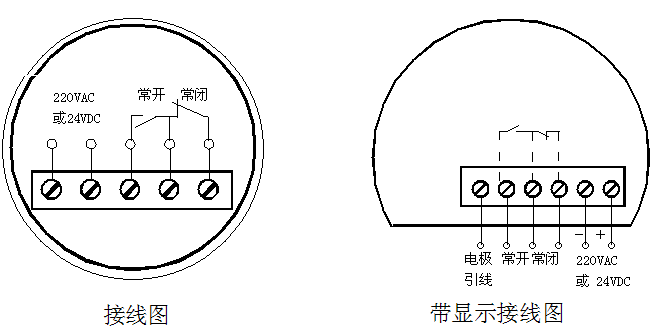 220VAC
或24VDC
常开 常闭
接线图
- +
电极
引线
常开 常闭
220VAC
或 24VDC
带显示接线图